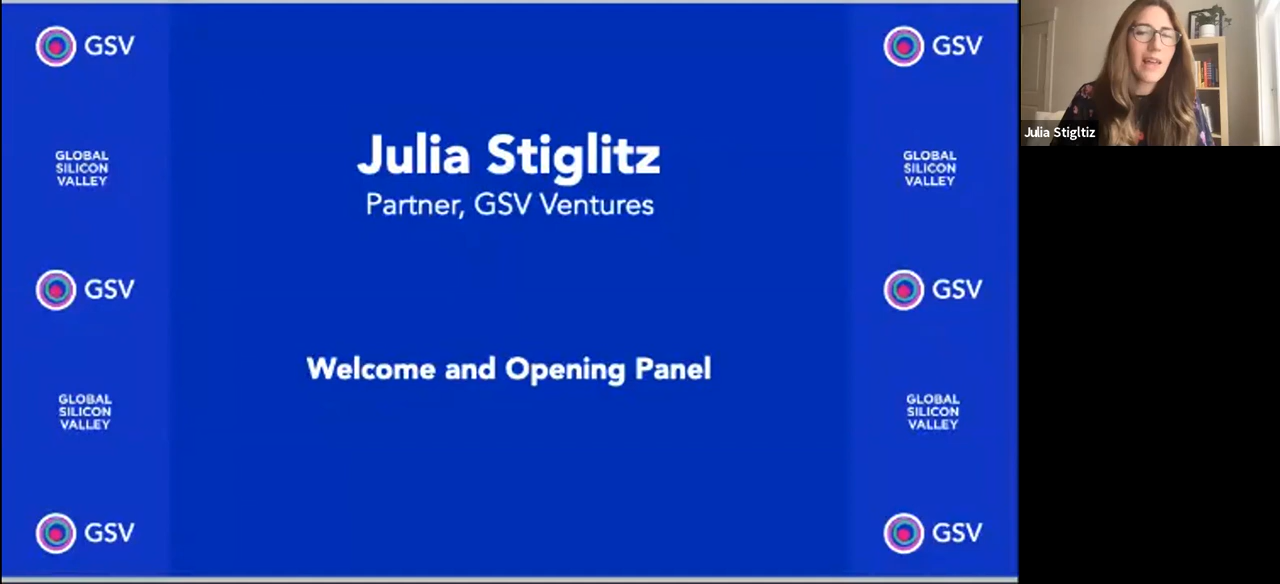 GSV
GSV
GLOBAL
SILICON
VALLEY
GLOBAL
SILICON
VALLEY
Julia Stiglitz
Partner, GSV Ventures
GSV
GSV
Welcome and Opening Panel
GLOBAL
SILICON
VALLEY
GLOBAL
SILICON
VALLEY
GSV
GSV
Julia Stigltiz